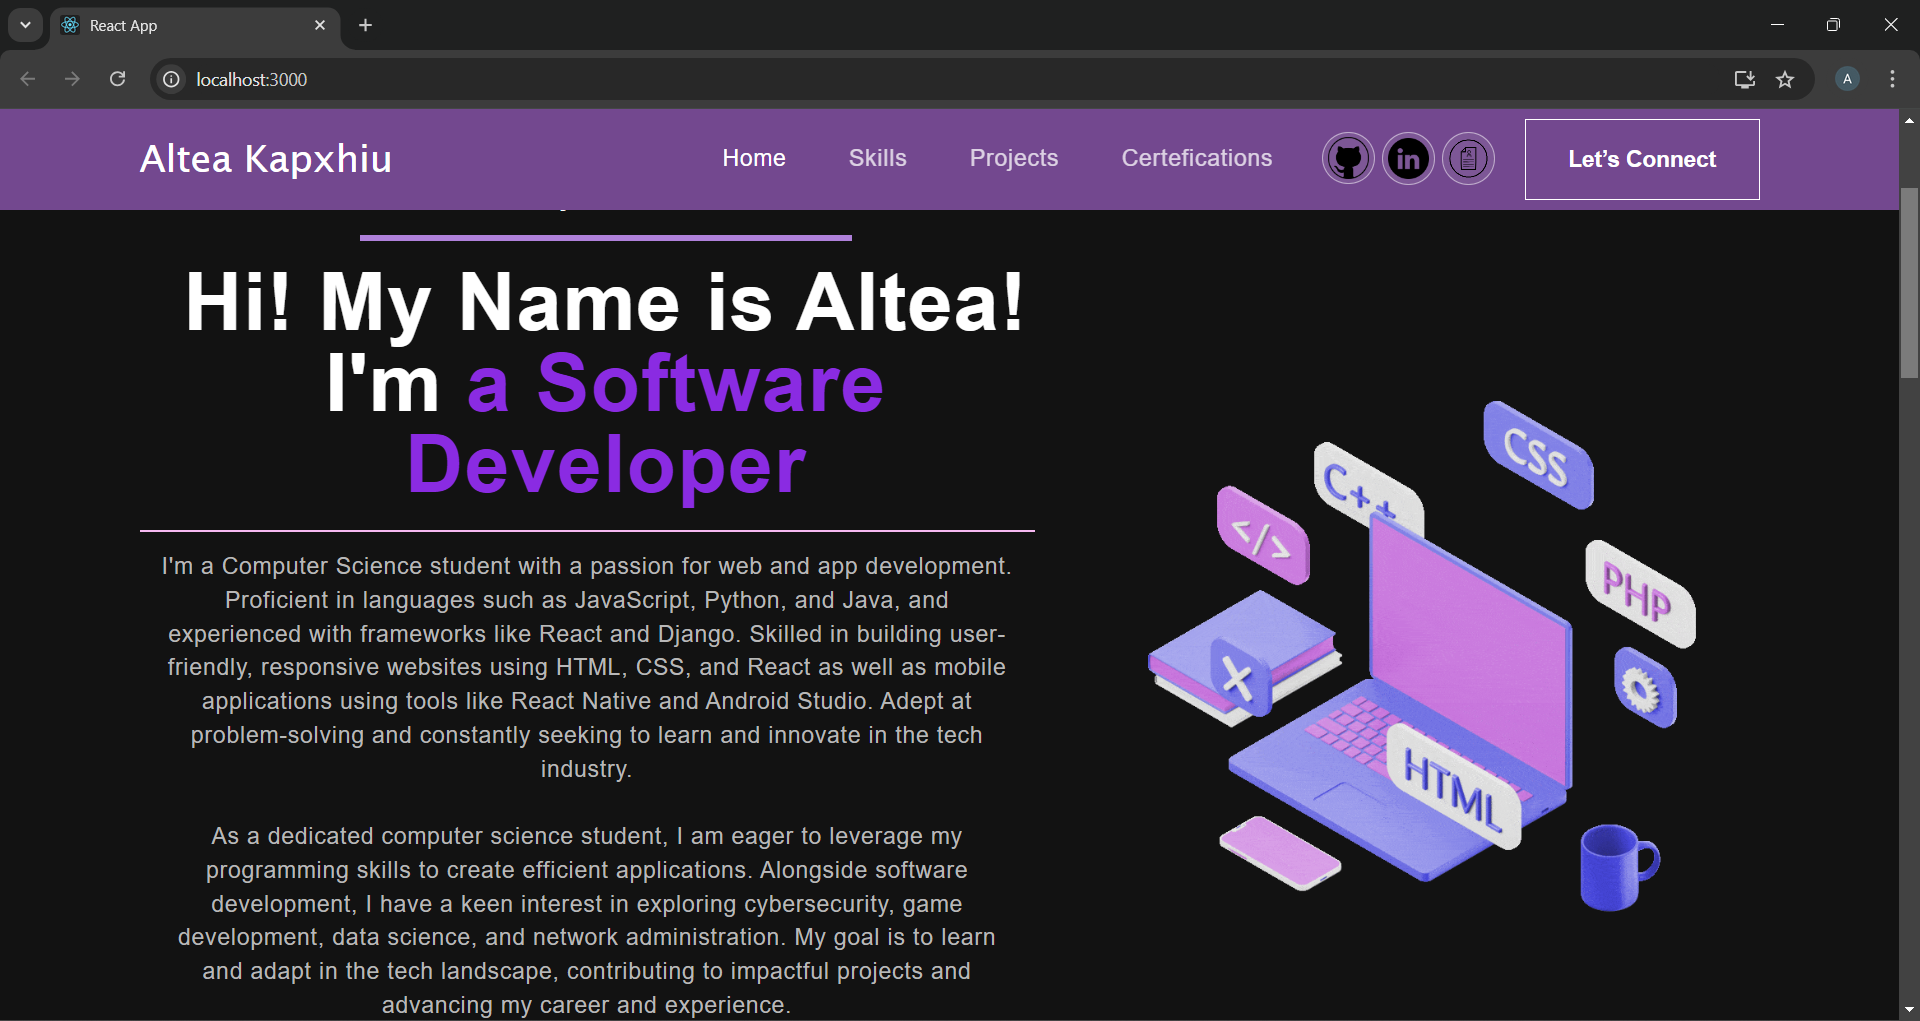 React App
localhost:3000
A
Altea Kapxhiu
Home
Skills
Projects
Certefications
in
Let’s Connect
Hi! My Name is Altea!
I'm a Software
Developer
I'm a Computer Science student with a passion for web and app development.
Proficient in languages such as JavaScript, Python, and Java, and
experienced with frameworks like React and Django. Skilled in building user-
friendly, responsive websites using HTML, CSS, and React as well as mobile
applications using tools like React Native and Android Studio. Adept at
problem-solving and constantly seeking to learn and innovate in the tech
industry.
As a dedicated computer science student, I am eager to leverage my
programming skills to create efficient applications. Alongside software
development, I have a keen interest in exploring cybersecurity, game
development, data science, and network administration. My goal is to learn
and adapt in the tech landscape, contributing to impactful projects and
advancing my career and experience.
CSS
C++
</>
PHP
HTML